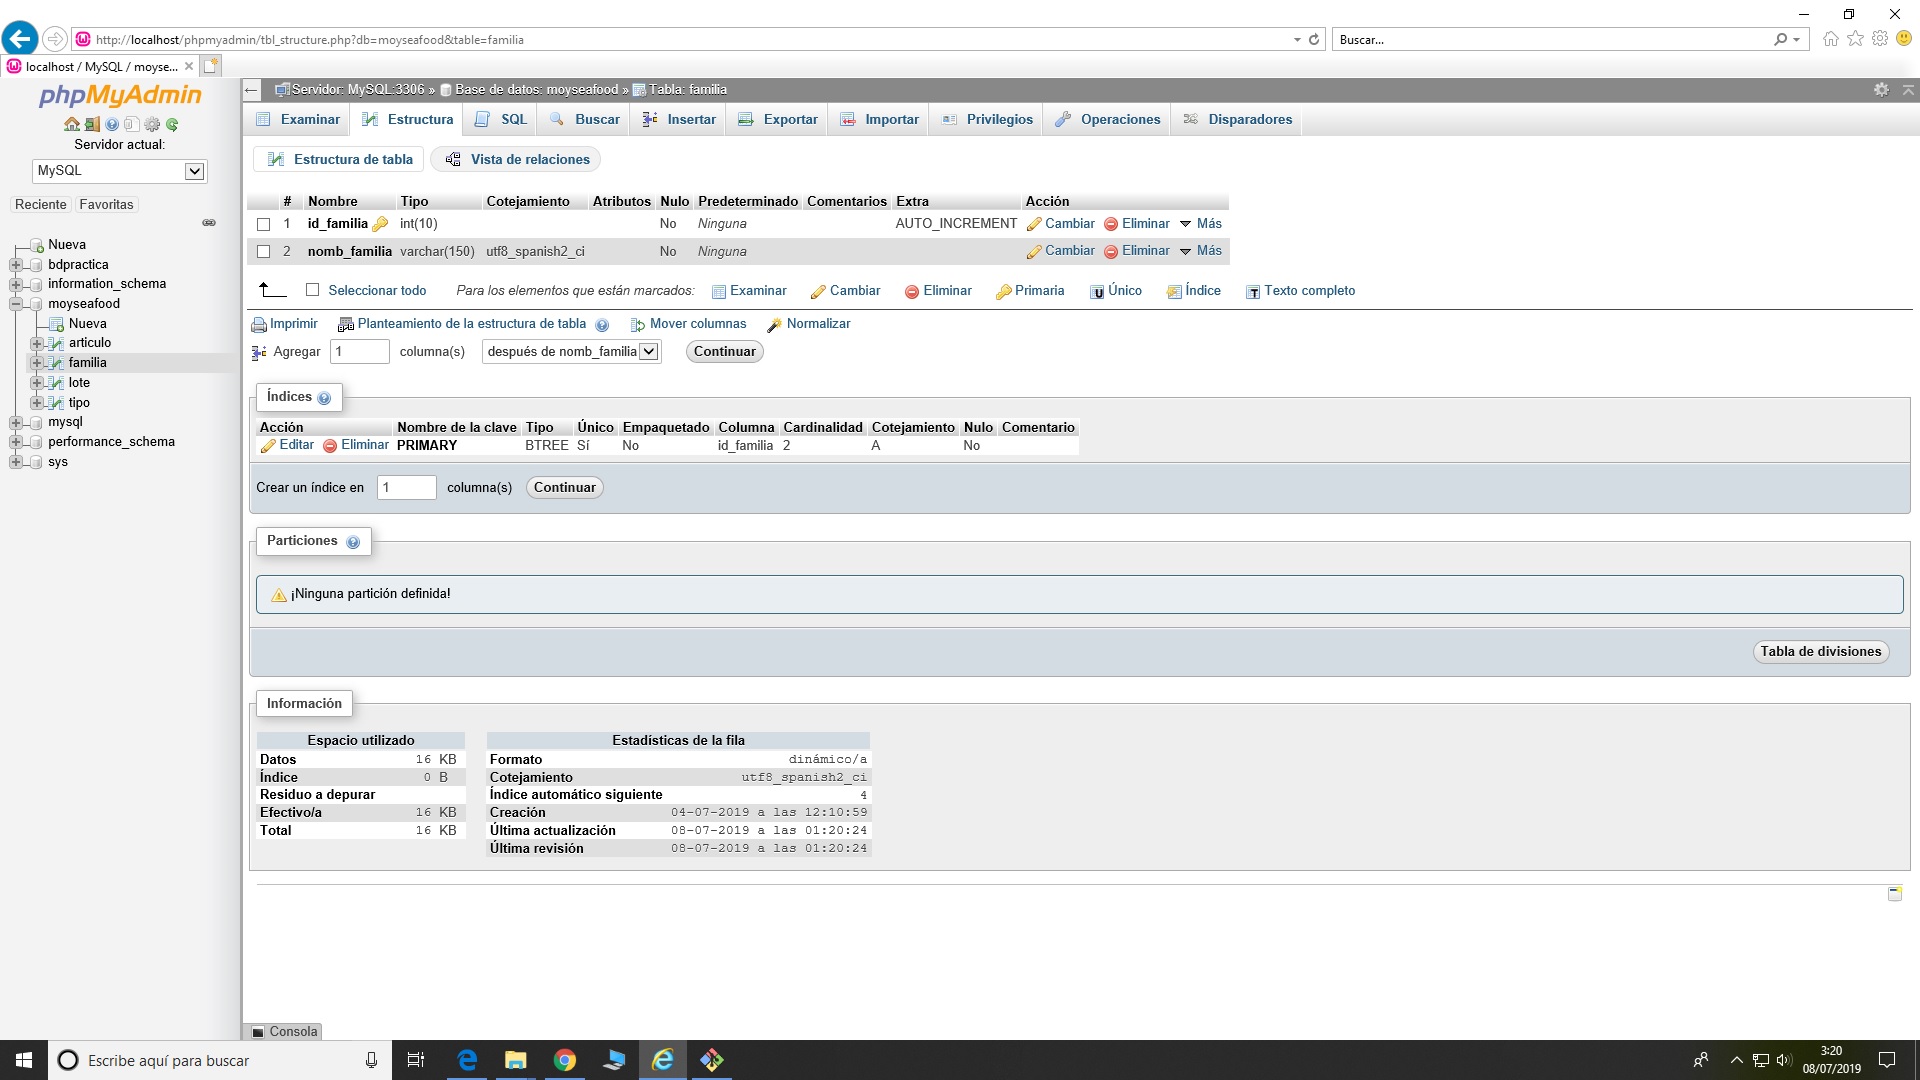 http://localhost/phpmyadmin/tbl_structure.php?db=moyseafood&table=familia
Buscar...
localhost / MySQL / moyse...
phpMyAdmin
Servidor actual:
MySQL
Reciente Favoritas
Nueva
bdpractica
information_schema
moyseafood
Nueva
articulo
familia
lote
tipo
mysql
performance_schema
sys
Servidor: MySQL:3306 » Base de datos: moyseafood » Tabla: familia
Examinar Estructura SQL Buscar Insertar Exportar Importar Privilegios Operaciones Disparadores
Estructura de tabla Vista de relaciones
# Nombre Tipo Cotejamiento Atributos Nulo Predeterminado Comentarios Extra Acción
1 id_familia int(10) No Ninguna AUTO_INCREMENT Cambiar Eliminar Más
2 nomb_familia varchar(150) utf8_spanish2_ci No Ninguna Cambiar Eliminar Más
Seleccionar todo Para los elementos que están marcados: Examinar Cambiar Eliminar Primaria Único Índice Texto completo
Imprimir Planteamiento de la estructura de tabla Mover columnas Normalizar
Agregar 1 columna(s) después de nomb_familia Continuar
Índices
Acción Nombre de la clave Tipo Único Empaquetado Columna Cardinalidad Cotejamiento Nulo Comentario
Editar Eliminar PRIMARY BTREE Sí No id_familia 2 A No
Crear un índice en 1 columna(s) Continuar
Particiones
¡Ninguna partición definida!
Tabla de divisiones
Información
Espacio utilizado
Datos 16 KB
Índice 0 B
Residuo a depurar
Efectivo/a 16 KB
Total 16 KB
Estadísticas de la fila
Formato dinámico/a
Cotejamiento utf8_spanish2_ci
Índice automático siguiente 4
Creación 04-07-2019 a las 12:10:59
Última actualización 08-07-2019 a las 01:20:24
Última revisión 08-07-2019 a las 01:20:24
Consola
Escribe aquí para buscar
3:20
08/07/2019